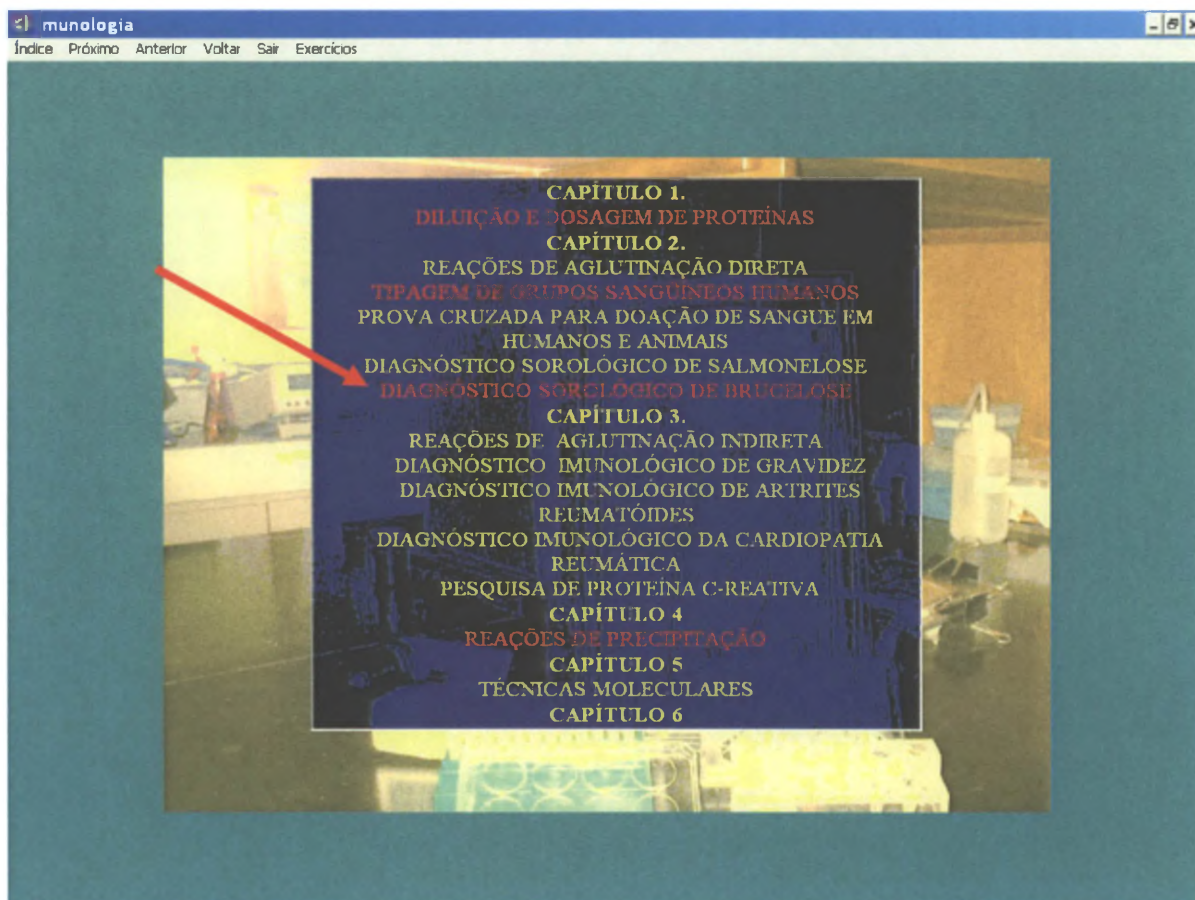 munologia
Índice Próximo Anterior Voltar Sair Exercícios
CAPÍTULO 1.
DILUIÇÃO E DOSAGEM DE PROTEÍNAS
CAPÍTULO 2.
REAÇÕES DE AGLUTINAÇÃO DIRETA
TIPAGEM DE GRUPOS SANGÜÍNEOS HUMANOS
PROVA CRUZADA PARA DOAÇÃO DE SANGUE EM
HUMANOS E ANIMAIS
DIAGNÓSTICO SOROLÓGICO DE SALMONELOSE
DIAGNÓSTICO SOROLÓGICO DE BRUCELOSE
CAPÍTULO 3.
REAÇÕES DE AGLUTINAÇÃO INDIRETA
DIAGNÓSTICO IMUNOLÓGICO DE GRAVIDEZ
DIAGNÓSTICO IMUNOLÓGICO DE ARTRITES
REUMATÓIDES
DIAGNÓSTICO IMUNOLÓGICO DA CARDIOPATIA
REUMÁTICA
PESQUISA DE PROTEÍNA C-REATIVA
CAPÍTULO 4
REAÇÕES DE PRECIPITAÇÃO
CAPÍTULO 5
TÉCNICAS MOLECULARES
CAPÍTULO 6